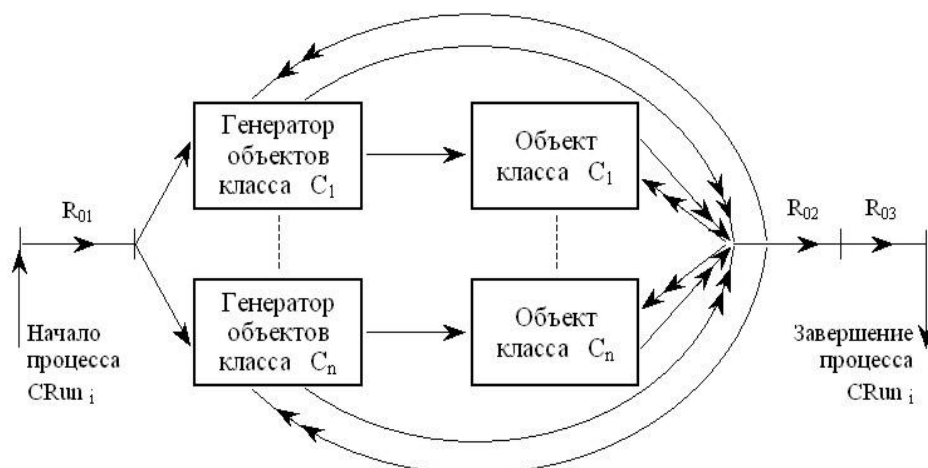 Генератор
объектов
класса C₁
Объект
класса C₁
R₀₁
R₀₂
R₀₃
Генератор
объектов
класса Cₙ
Объект
класса Cₙ
Начало
процесса
CRun ᵢ
Завершение
процесса
CRun ᵢ